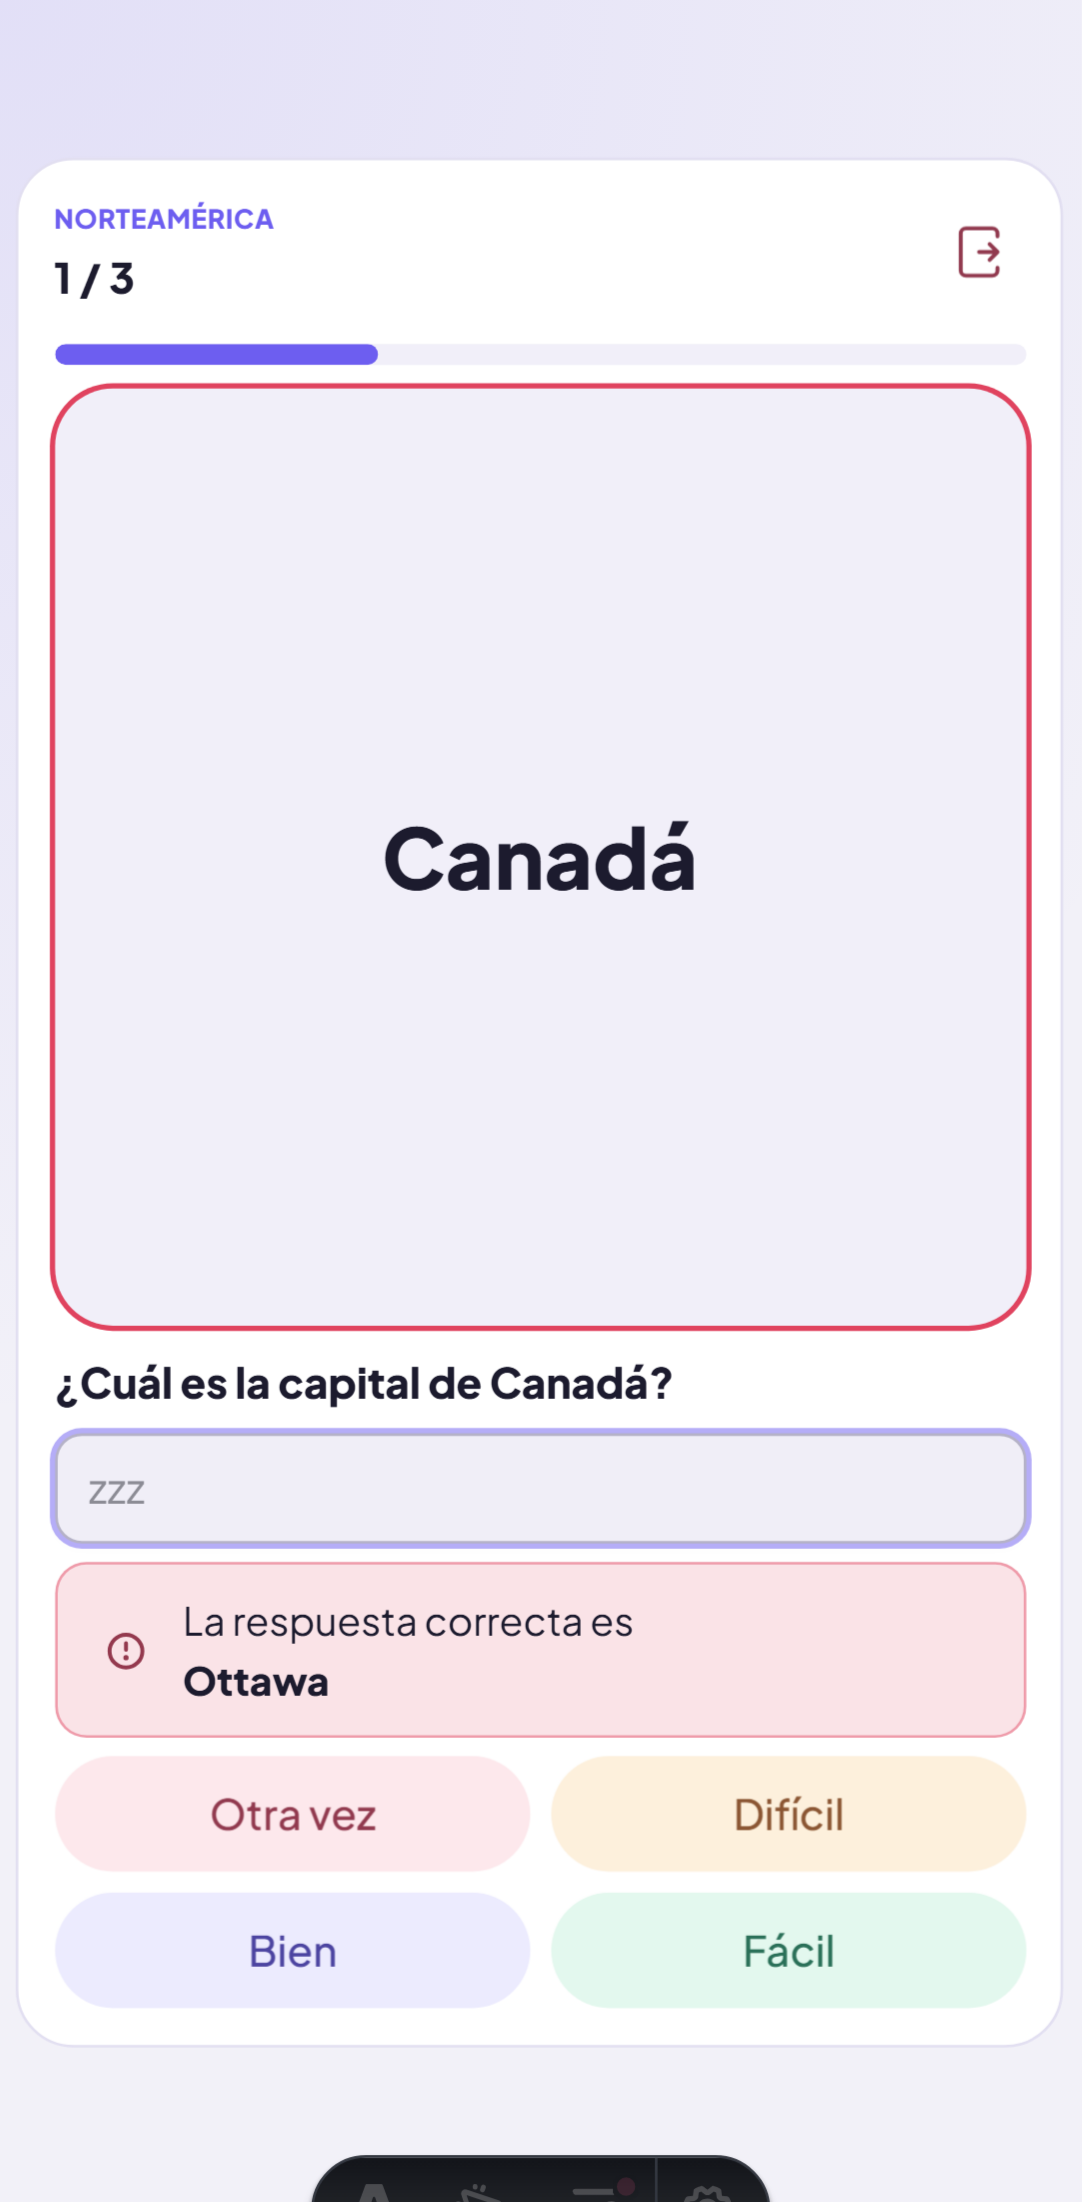 NORTEAMÉRICA
1 / 3
Canadá
¿Cuál es la capital de Canadá?
zzz
La respuesta correcta es
Ottawa
Otra vez
Difícil
Bien
Fácil